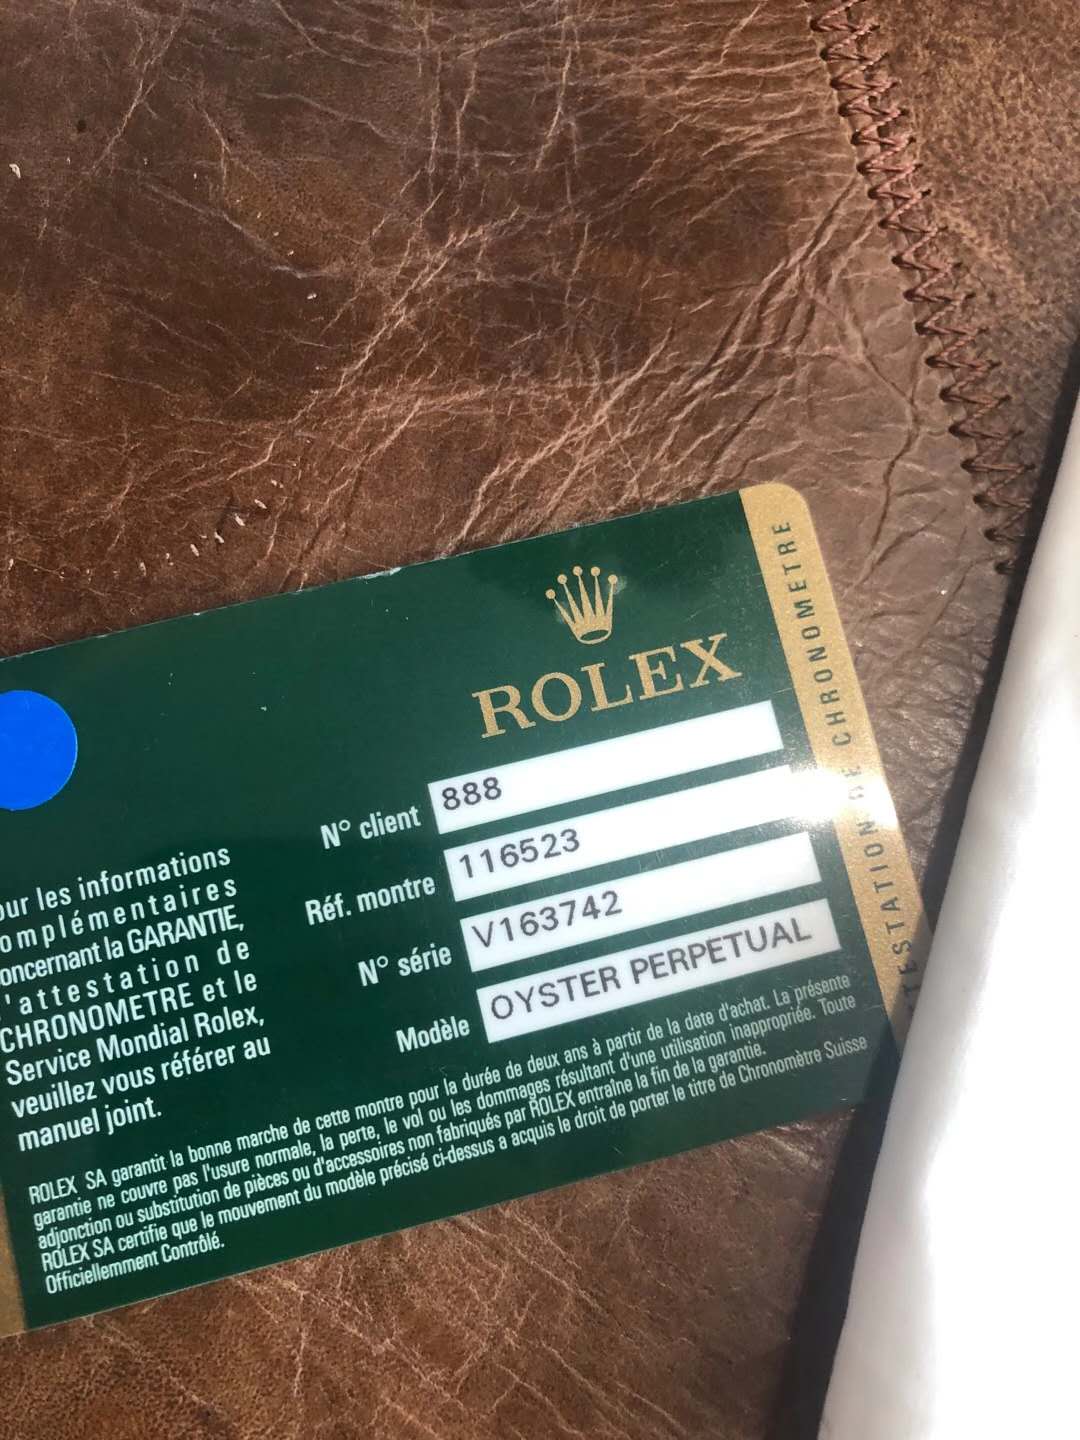 ROLEX
N° client 888
Réf. montre 116523
N° série V163742
Modèle OYSTER PERPETUAL
ATTESTATION DE CHRONOMETRE
our les informations
omplémentaires
oncernant la GARANTIE,
l'attestation de
CHRONOMETRE et le
Service Mondial Rolex,
veuillez vous référer au
manuel joint.
ROLEX SA garantit la bonne marche de cette montre pour la durée de deux ans à partir de la date d'achat. La présente
garantie ne couvre pas l'usure normale, la perte, le vol ou les dommages résultant d'une utilisation inappropriée. Toute
adjonction ou substitution de pièces ou d'accessoires non fabriqués par ROLEX entraîne la fin de la garantie.
ROLEX SA certifie que le mouvement du modèle précisé ci-dessus a acquis le droit de porter le titre de Chronomètre Suisse
Officiellemment Contrôlé.